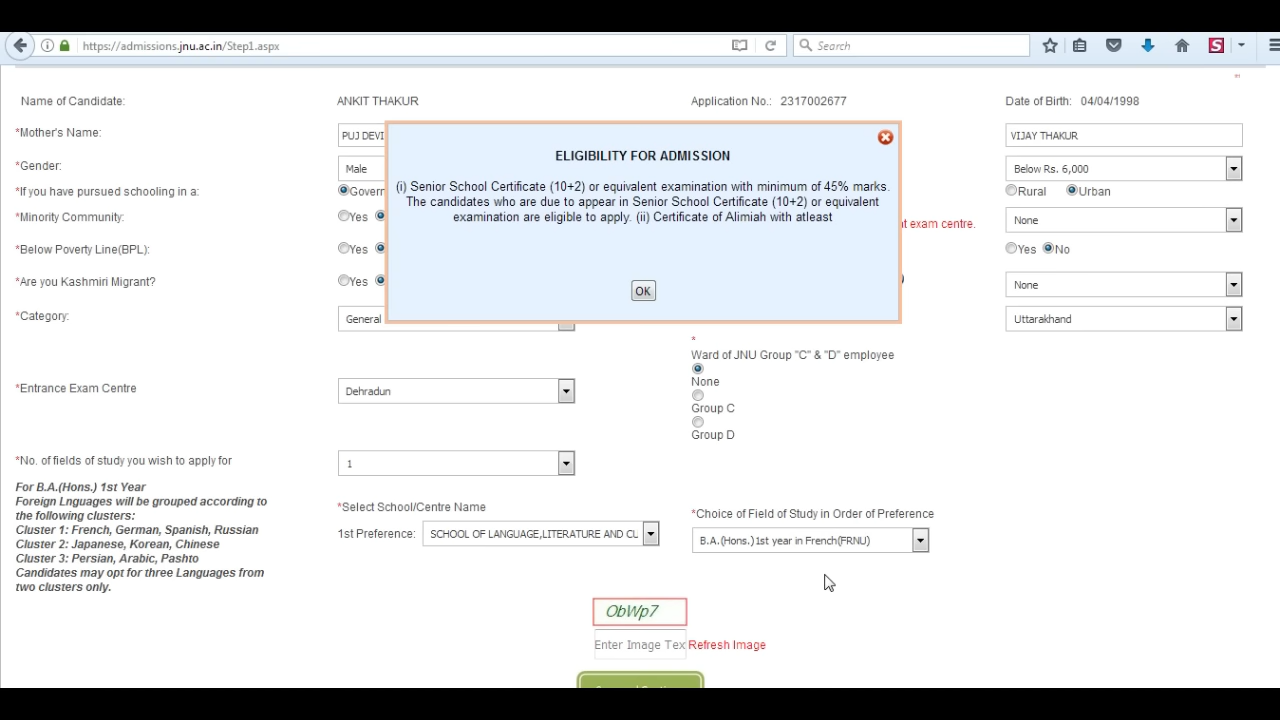 https://admissions.jnu.ac.in/Step1.aspx
Search
Name of Candidate: ANKIT THAKUR Application No.: 2317002677 Date of Birth: 04/04/1998
*Mother's Name: PUJ DEVI VIJAY THAKUR
ELIGIBILITY FOR ADMISSION
*Gender: Male Below Rs. 6,000
(i) Senior School Certificate (10+2) or equivalent examination with minimum of 45% marks.
The candidates who are due to appear in Senior School Certificate (10+2) or equivalent
examination are eligible to apply. (ii) Certificate of Alimiah with atleast
OK
*If you have pursued schooling in a: Rural Urban
*Minority Community: Yes None
t exam centre.
*Below Poverty Line(BPL): Yes Yes No
*Are you Kashmiri Migrant? Yes None
*Category: General Uttarakhand
*
Ward of JNU Group "C" & "D" employee
None
Group C
Group D
*Entrance Exam Centre Dehradun
*No. of fields of study you wish to apply for 1
For B.A.(Hons.) 1st Year
Foreign Lnguages will be grouped according to
the following clusters:
Cluster 1: French, German, Spanish, Russian
Cluster 2: Japanese, Korean, Chinese
Cluster 3: Persian, Arabic, Pashto
Candidates may opt for three Languages from
two clusters only.
*Select School/Centre Name
1st Preference: SCHOOL OF LANGUAGE,LITERATURE AND CU
*Choice of Field of Study in Order of Preference
B.A.(Hons.)1st year in French(FRNU)
ObWp7
Enter Image Tex Refresh Image